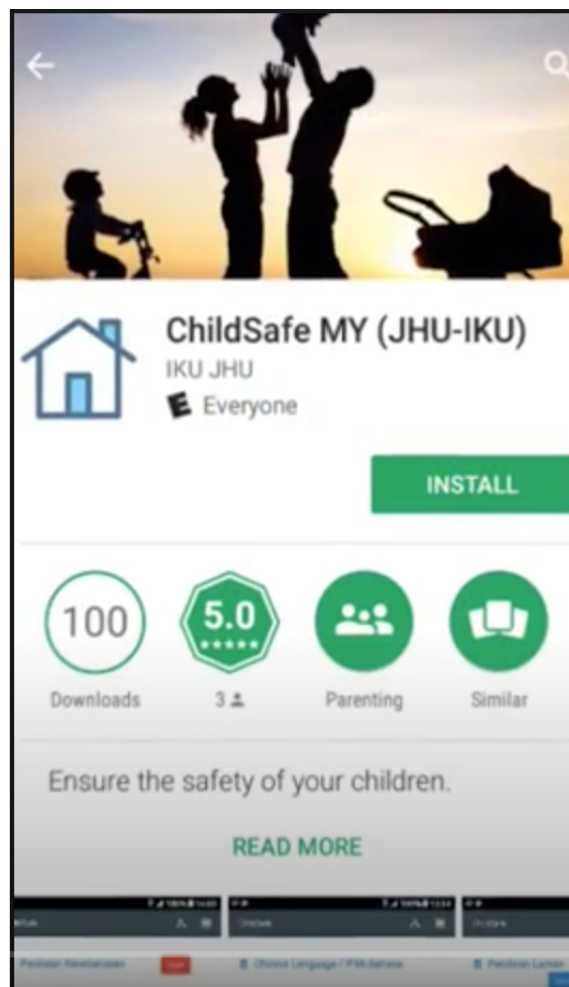 ChildSafe MY (JHU-IKU)
IKU JHU
E Everyone
INSTALL
100
5.0
Downloads
3
Parenting
Similar
Ensure the safety of your children.
READ MORE
Choose Language / Pilih Bahasa